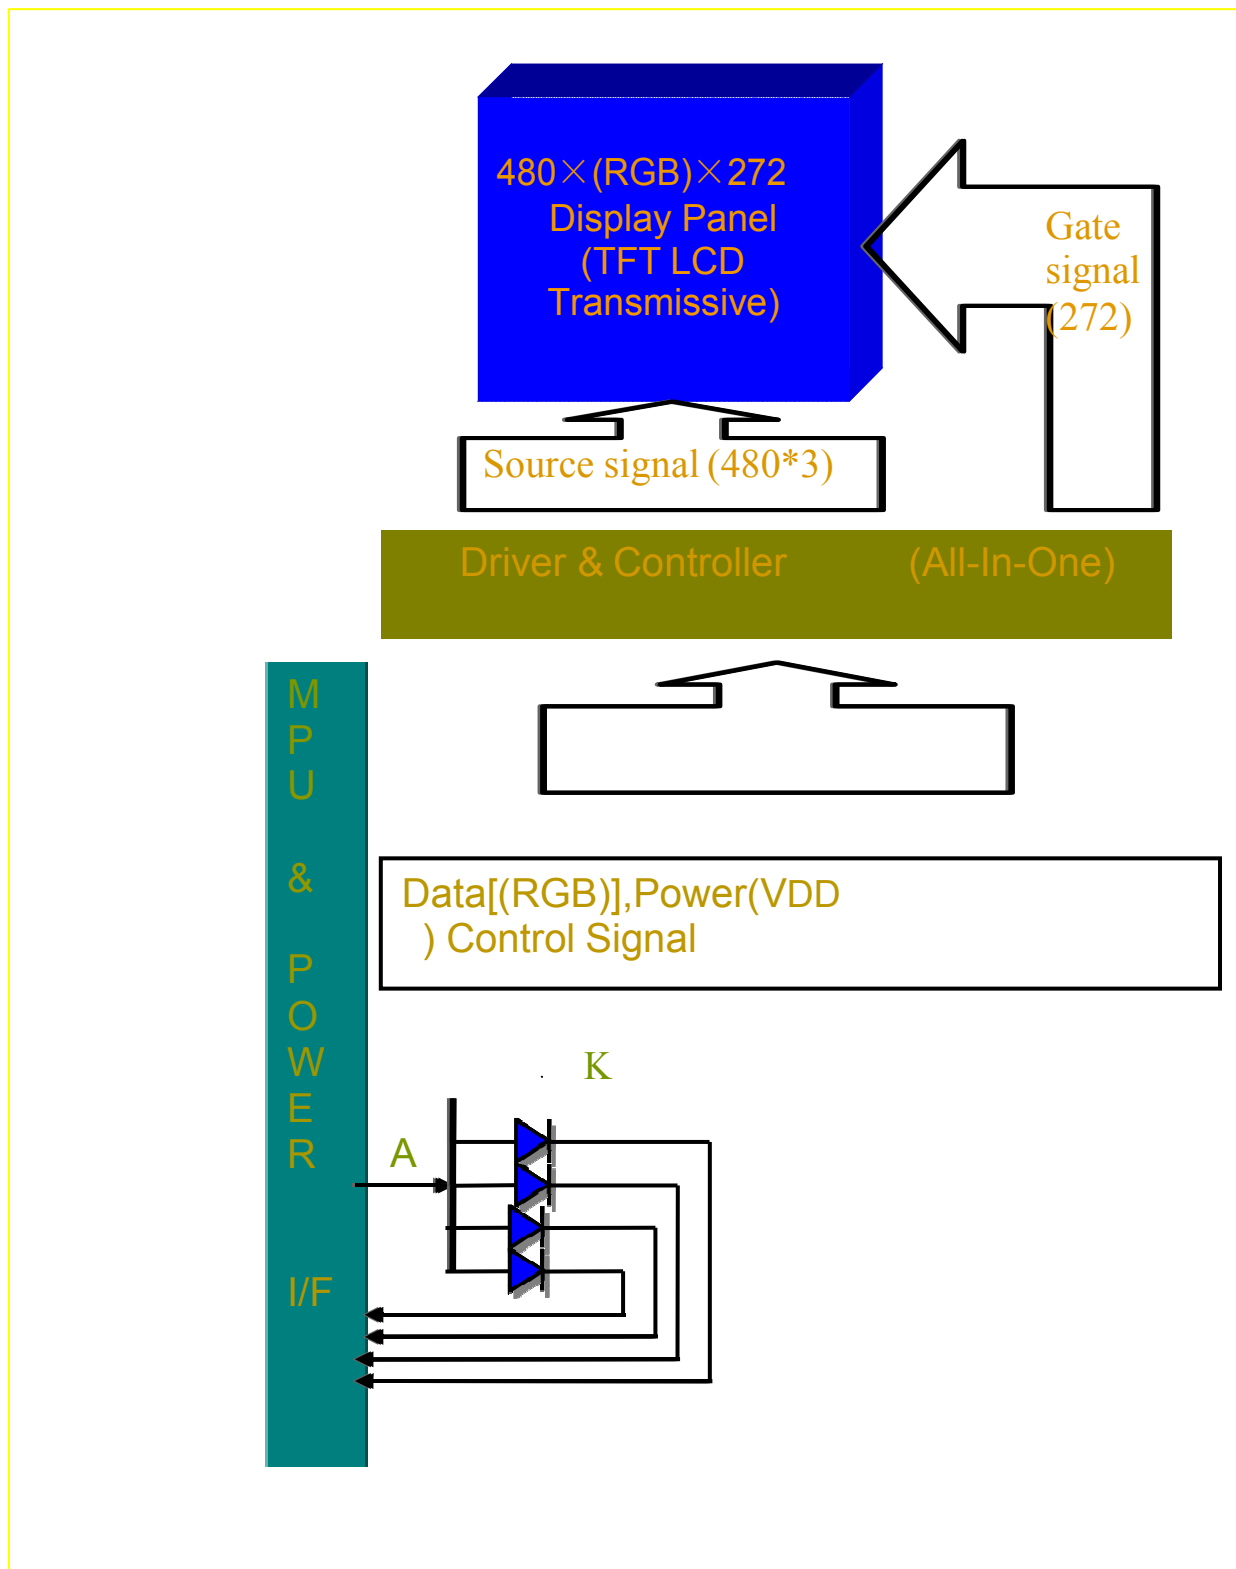 480×(RGB)×272
Display Panel
(TFT LCD
Transmissive)
Gate
signal
(272)
Source signal (480*3)
Driver & Controller (All-In-One)
M
P
U
&
P
O
W
E
R
I/F
Data[(RGB)],Power(VDD
) Control Signal
K
A